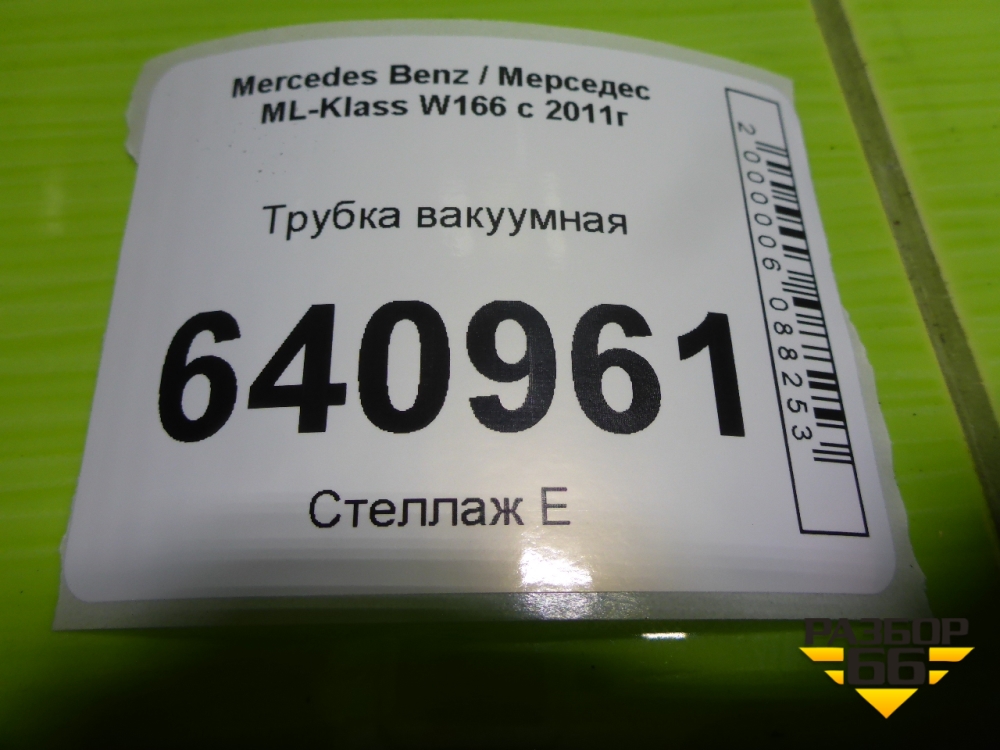 Mercedes Benz / Мерседес
ML-Klass W166 с 2011г
Трубка вакуумная
640961
Стеллаж Е
2000006088253
РАЗБОР
66